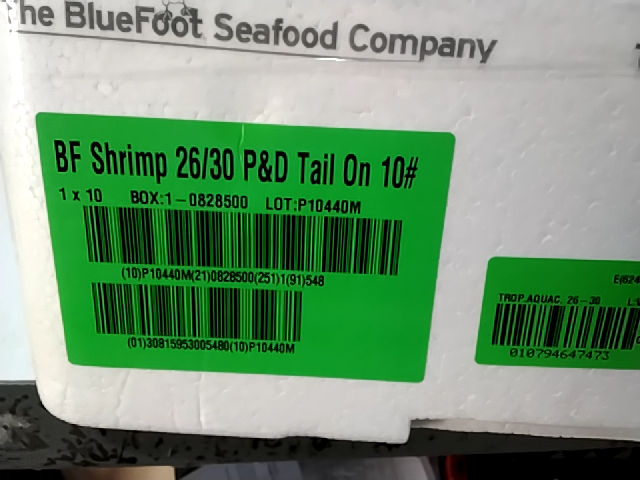 The BlueFoot Seafood Company
BF Shrimp 26/30 P&D Tail On 10#
1 x 10 BOX:1-0828500 LOT:P10440M
(10)P10440M(21)0828500(251)1(91)548
(01)30815953005480(10)P10440M
TROP.AQUAC. 26-30
010794647473